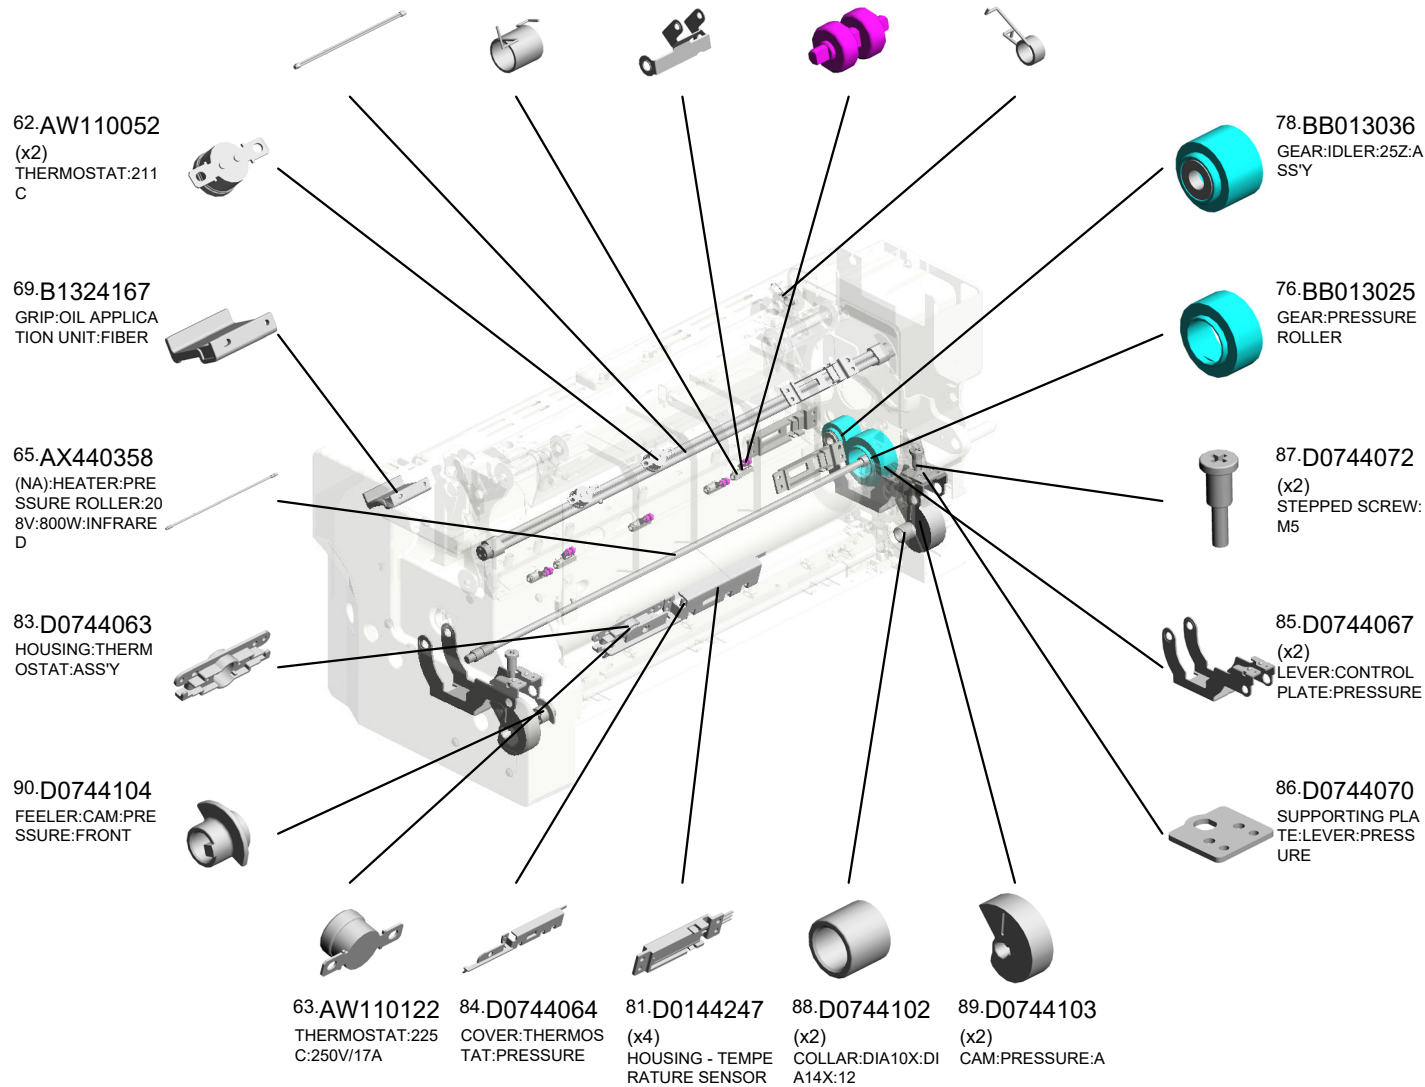 62.AW110052
(x2)
THERMOSTAT:211
C
69.B1324167
GRIP:OIL APPLICA
TION UNIT:FIBER
65.AX440358
(NA):HEATER:PRE
SSURE ROLLER:20
8V:800W:INFRARE
D
83.D0744063
HOUSING:THERM
OSTAT:ASS'Y
90.D0744104
FEELER:CAM:PRE
SSURE:FRONT
78.BB013036
GEAR:IDLER:25Z:A
SS'Y
76.BB013025
GEAR:PRESSURE
ROLLER
87.D0744072
(x2)
STEPPED SCREW:
M5
85.D0744067
(x2)
LEVER:CONTROL
PLATE:PRESSURE
86.D0744070
SUPPORTING PLA
TE:LEVER:PRESS
URE
63.AW110122
THERMOSTAT:225
C:250V/17A
84.D0744064
COVER:THERMOS
TAT:PRESSURE
81.D0144247
(x4)
HOUSING - TEMPE
RATURE SENSOR
88.D0744102
(x2)
COLLAR:DIA10X:DI
A14X:12
89.D0744103
(x2)
CAM:PRESSURE:A